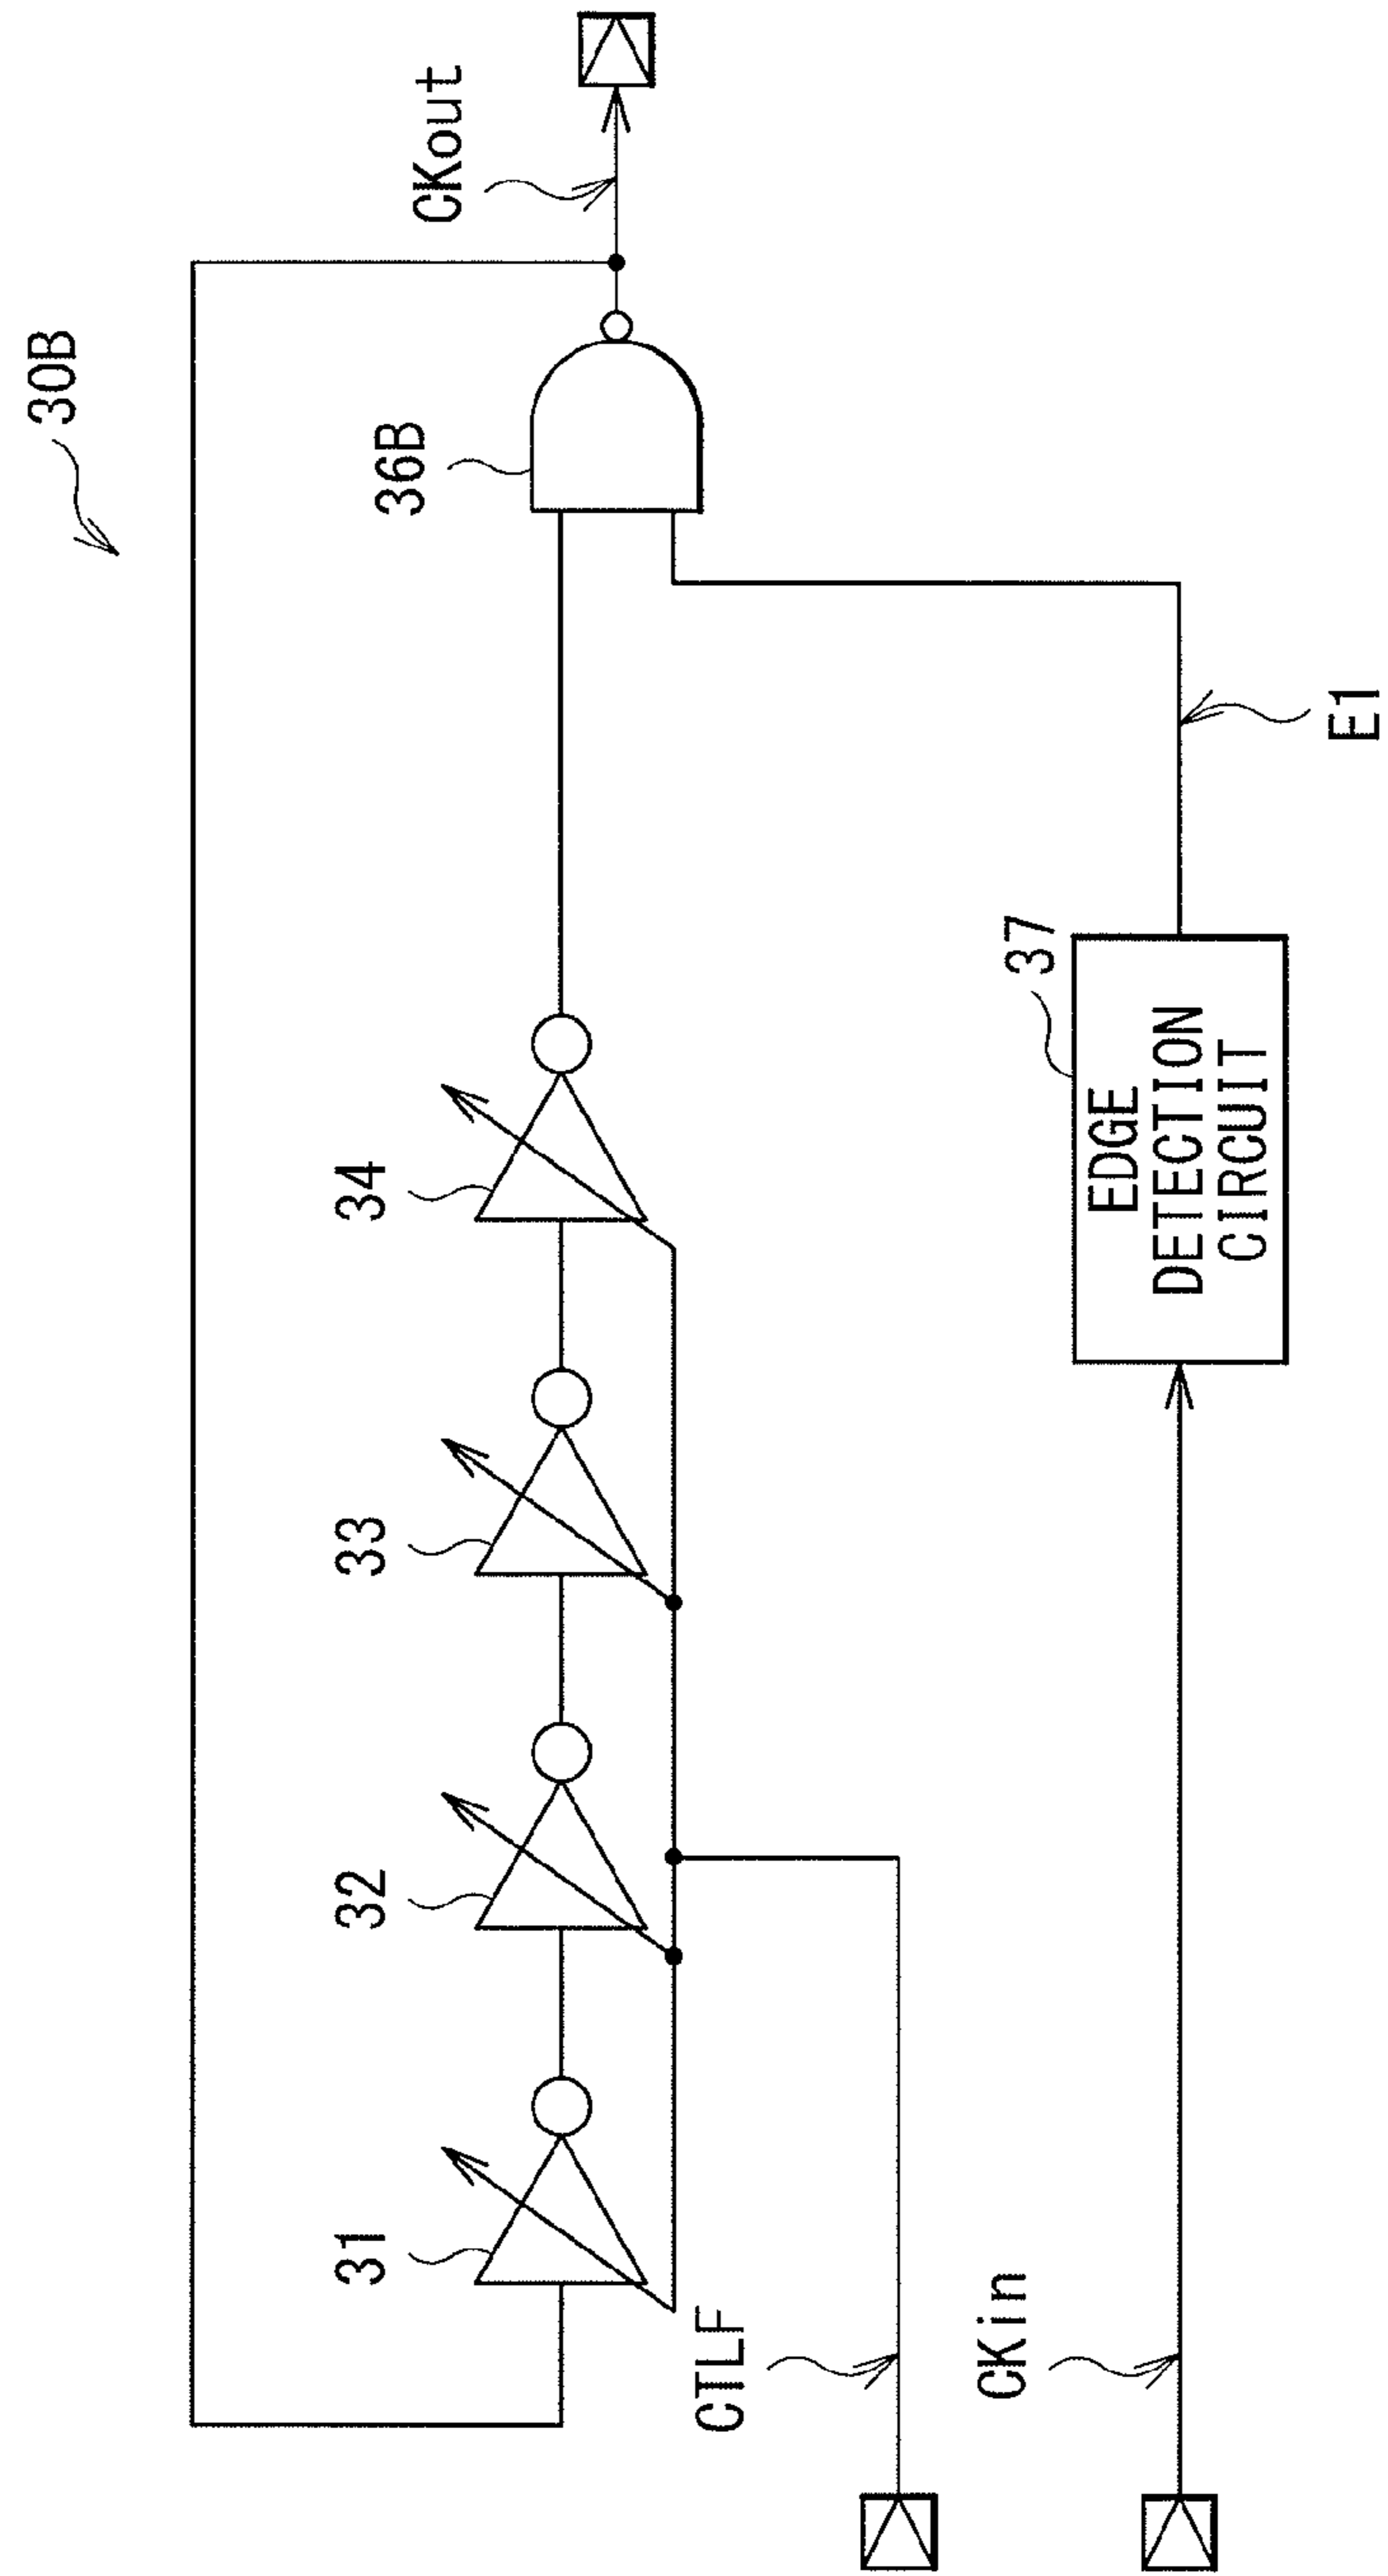 30B
CKout
36B
31
32
33
34
CTLF
37
EDGE
DETECTION
CIRCUIT
CKin
E1